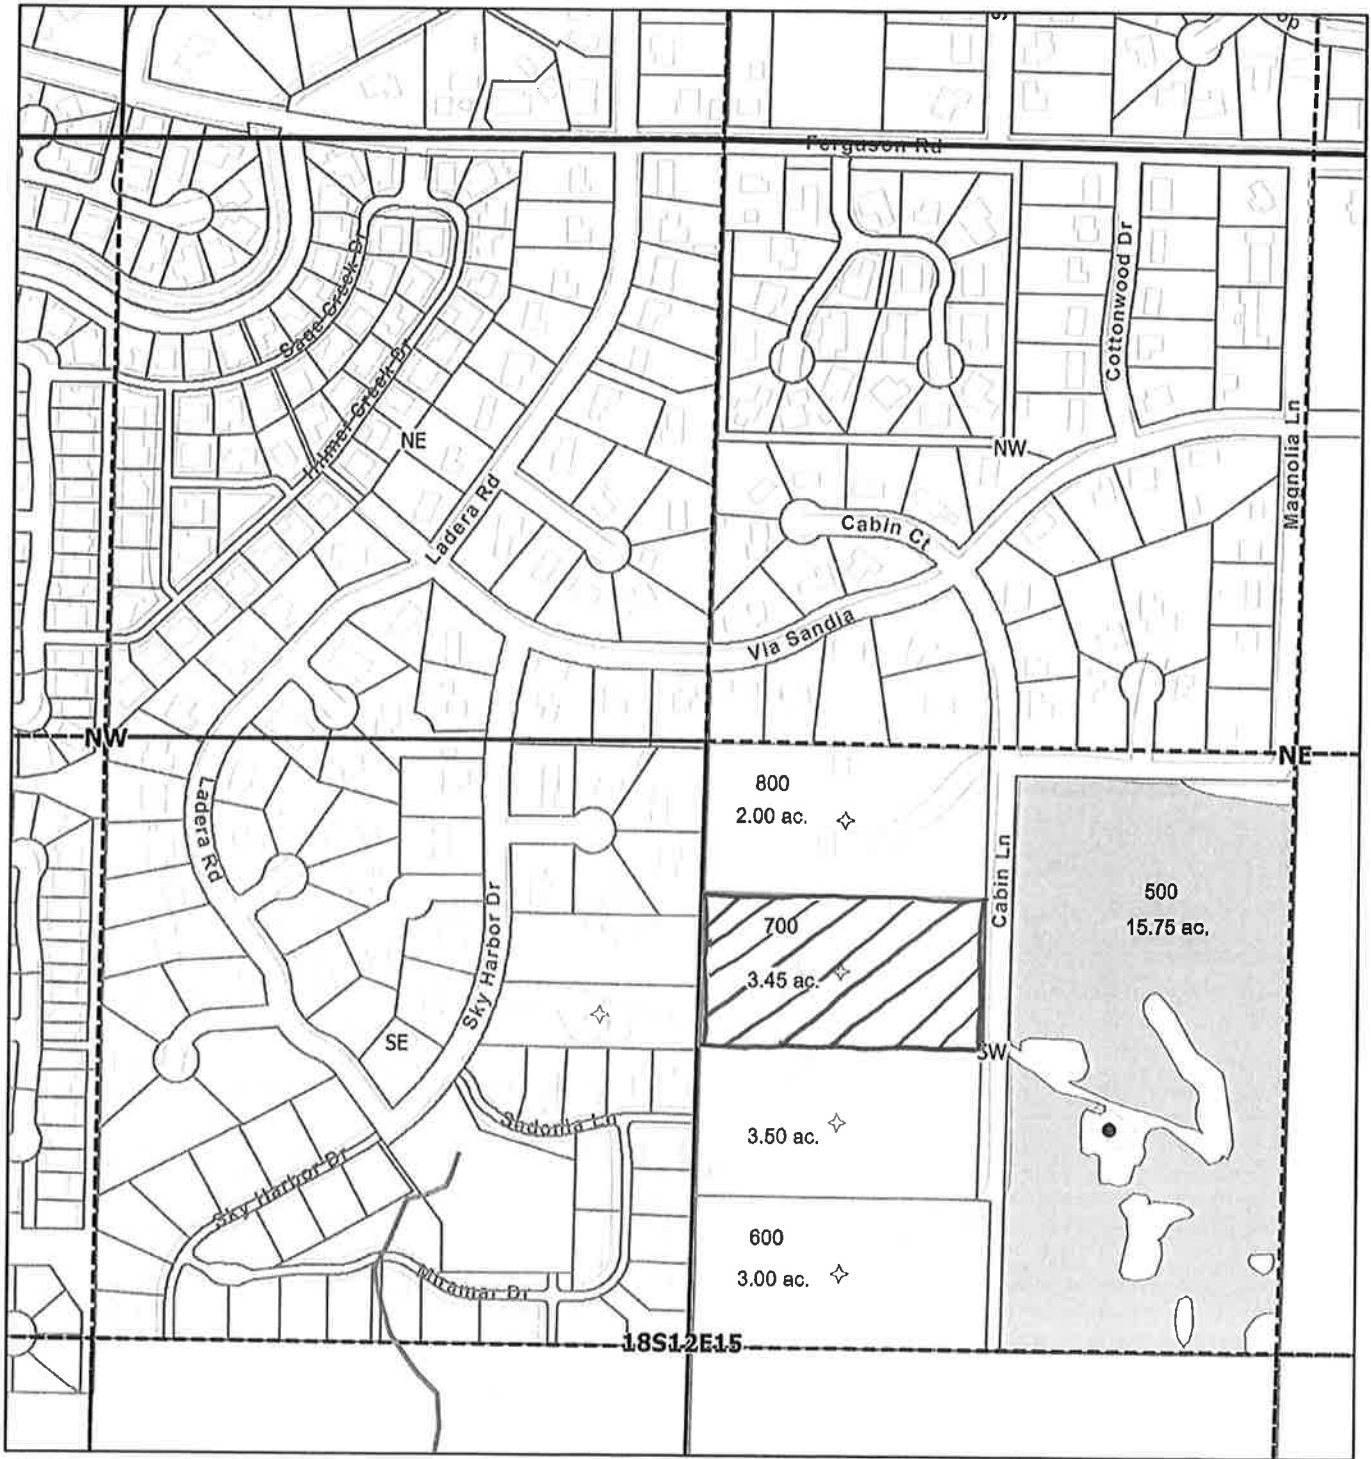 Ferguson Rd
Sage Creek Dr
Cottonwood Dr
Magnolia Ln
NE
NW
Ladera Rd
Cabin Ct
Via Sandia
NW
NE
Ladera Rd
800
2.00 ac.
Cabin Ln
500
15.75 ac.
Sky Harbor Dr
700
3.45 ac.
SE
SW
3.50 ac.
Sky Harbor Dr
600
3.00 ac.
Miramar Dr
18S12E15